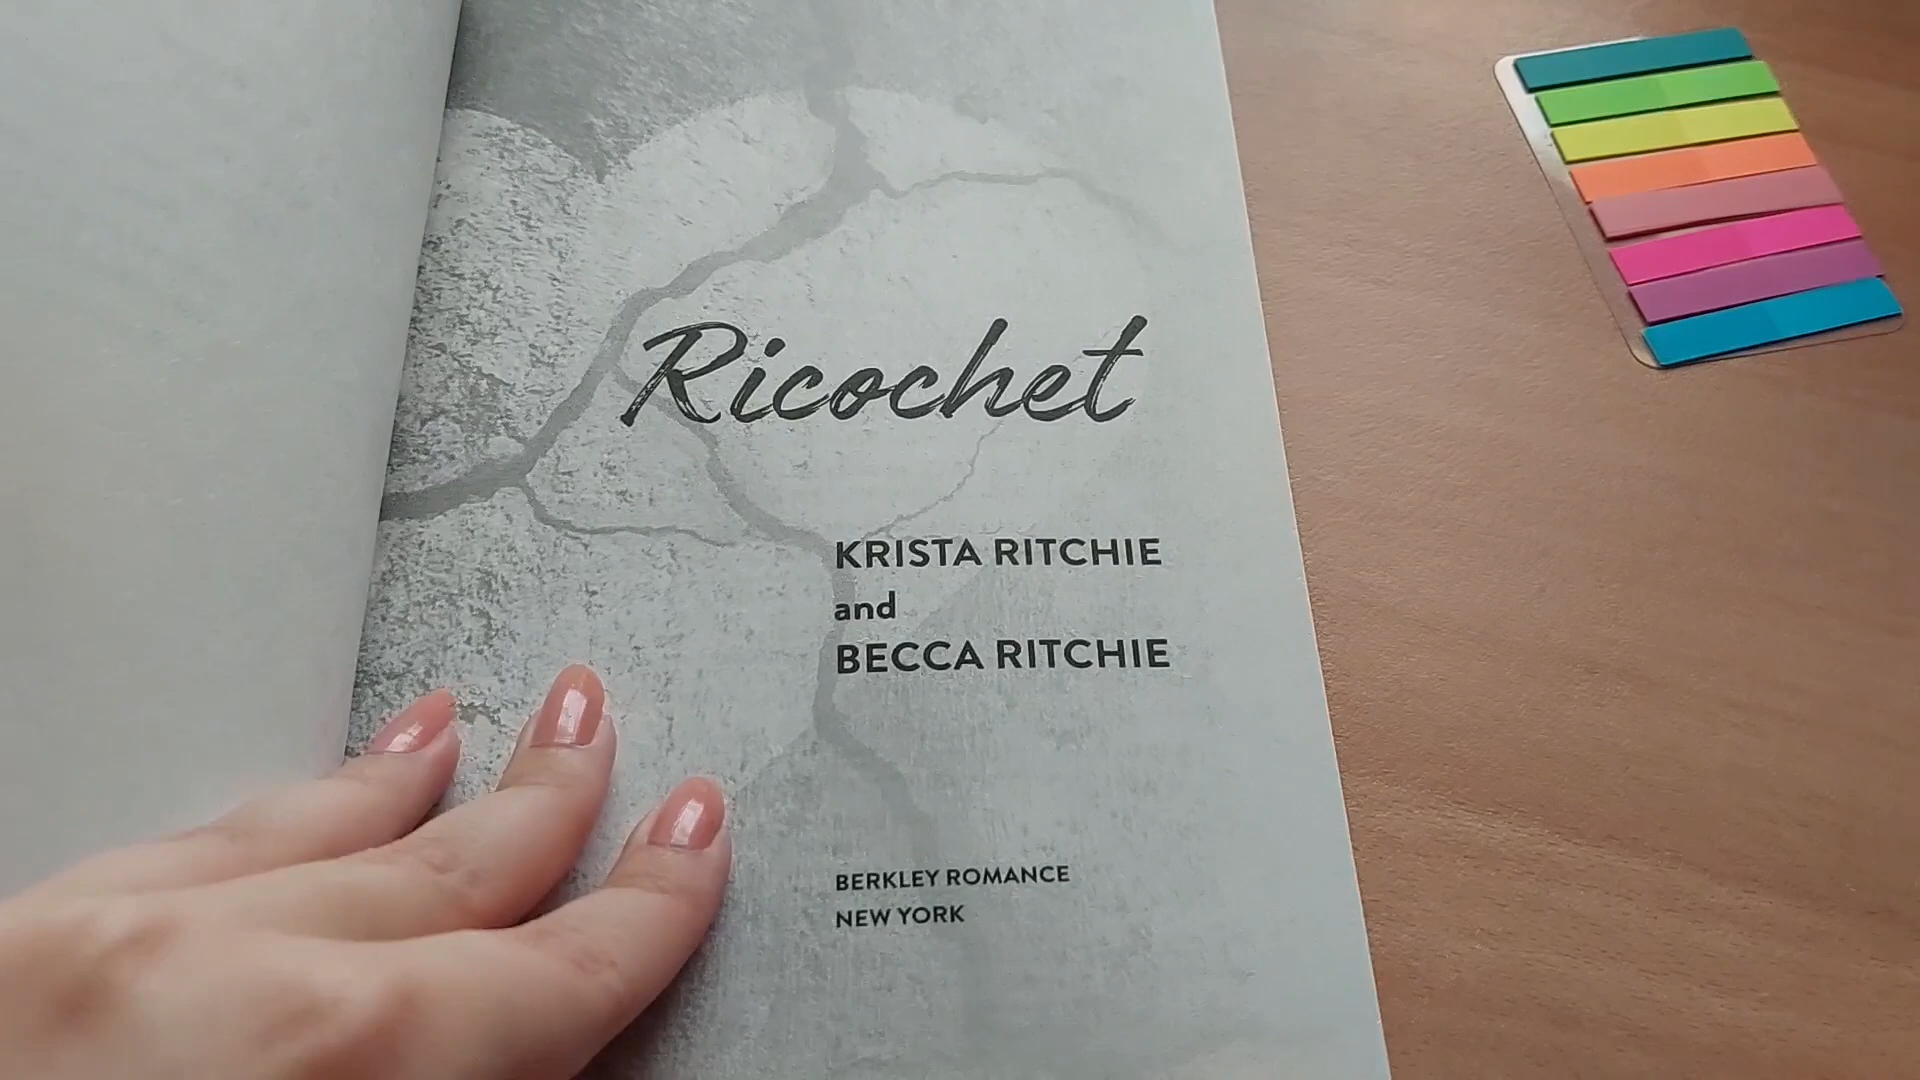 Ricochet
KRISTA RITCHIE
and
BECCA RITCHIE
BERKLEY ROMANCE
NEW YORK